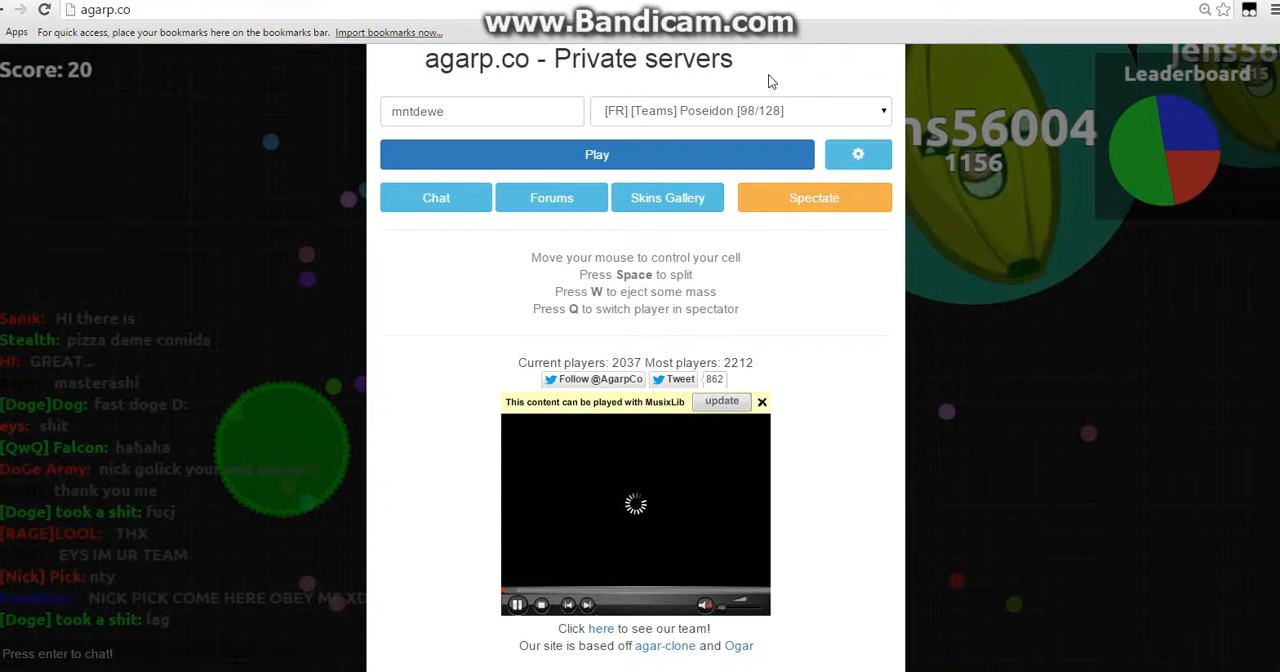 agarp.co
www.Bandicam.com
Apps For quick access, place your bookmarks here on the bookmarks bar. Import bookmarks now...
Score: 20
agarp.co - Private servers
jens56
15
Leaderboard
mntdewe
[FR] [Teams] Poseidon [98/128]
ns56004
1156
Play
Chat
Forums
Skins Gallery
Spectate
Move your mouse to control your cell
Press Space to split
Press W to eject some mass
Press Q to switch player in spectator
Current players: 2037 Most players: 2212
Follow @AgarpCo
Tweet
862
This content can be played with MusixLib
update
Sanik: HI there is
Stealth: pizza dame comida
HI: GREAT...
masterashi
[Doge]Dog: fast doge D:
eys: shit
[QwQ] Falcon: hahaha
DoGe Army: nick golick your
thank you me
[Doge] took a shit: fucj
[RAGE]LOOL: THX
EYS IM UR TEAM
[Nick] Pick: nty
NICK PICK COME HERE OBEY ME XD
[Doge] took a shit: lag
Press enter to chat!
Click here to see our team!
Our site is based off agar-clone and Ogar